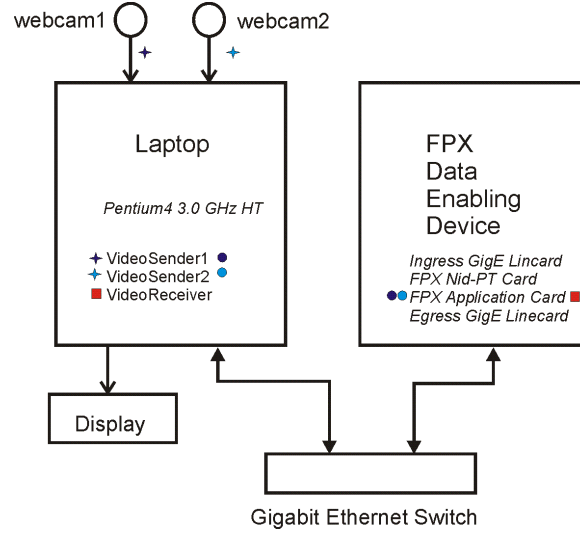 webcam1
webcam2
Laptop
Pentium4 3.0 GHz HT
VideoSender1
VideoSender2
VideoReceiver
FPX
Data
Enabling
Device
Ingress GigE Lincard
FPX Nid-PT Card
FPX Application Card
Egress GigE Linecard
Display
Gigabit Ethernet Switch